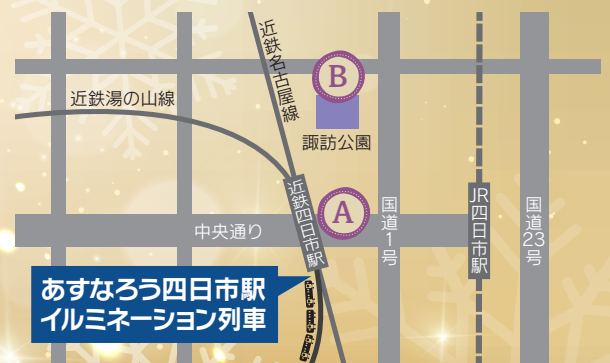 近鉄名古屋線
B
近鉄湯の山線
諏訪公園
近鉄四日市駅
A
国道1号
JR四日市駅
国道23号
中央通り
あすなろう四日市駅
イルミネーション列車